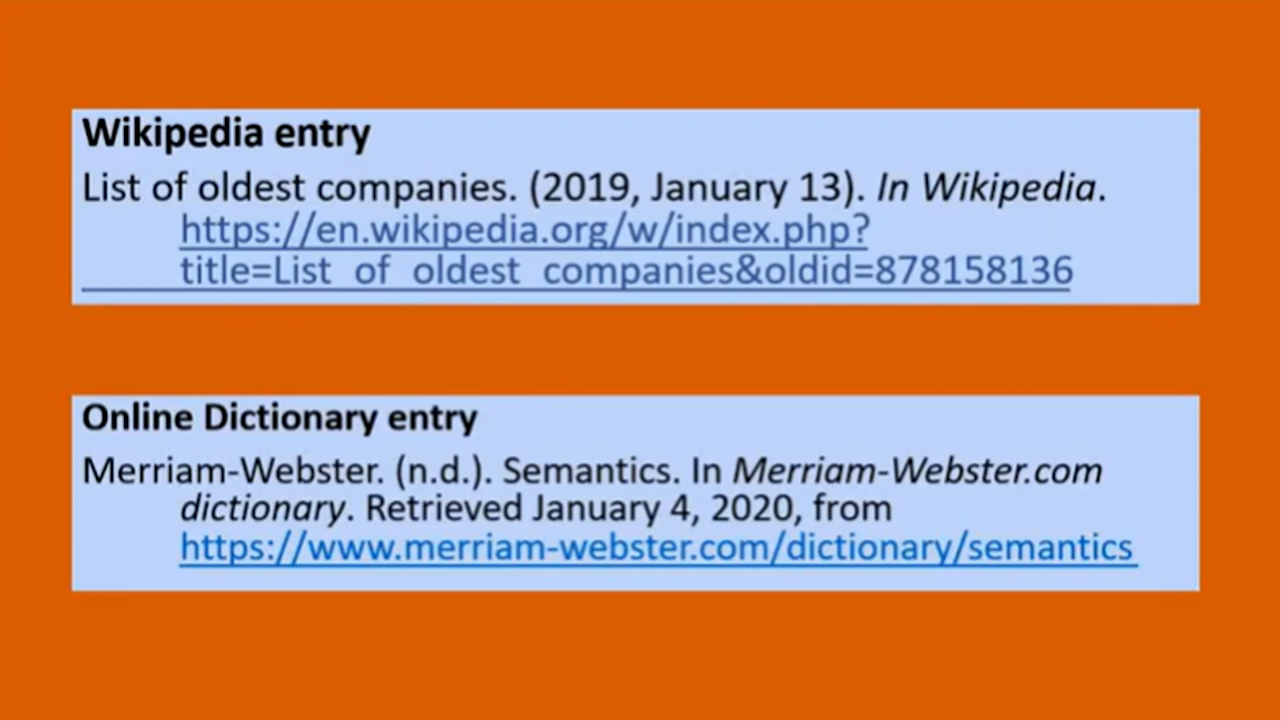 Wikipedia entry
List of oldest companies. (2019, January 13). In Wikipedia.
https://en.wikipedia.org/w/index.php?
title=List_of_oldest_companies&oldid=878158136
Online Dictionary entry
Merriam-Webster. (n.d.). Semantics. In Merriam-Webster.com
dictionary. Retrieved January 4, 2020, from
https://www.merriam-webster.com/dictionary/semantics